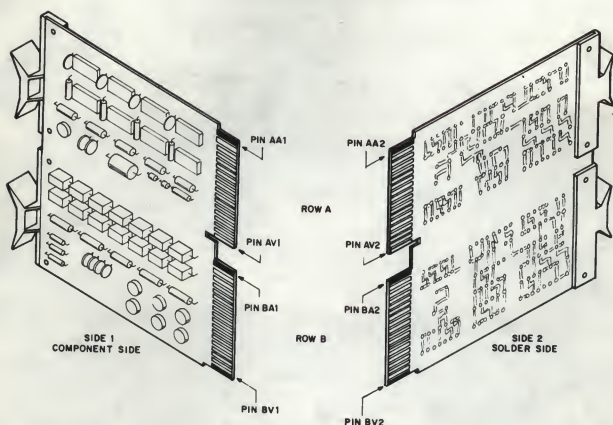 PIN AA1
PIN AA2
ROW A
PIN AV1
PIN AV2
PIN BA1
PIN BA2
SIDE 1
COMPONENT SIDE
ROW B
SIDE 2
SOLDER SIDE
PIN BV1
PIN BV2